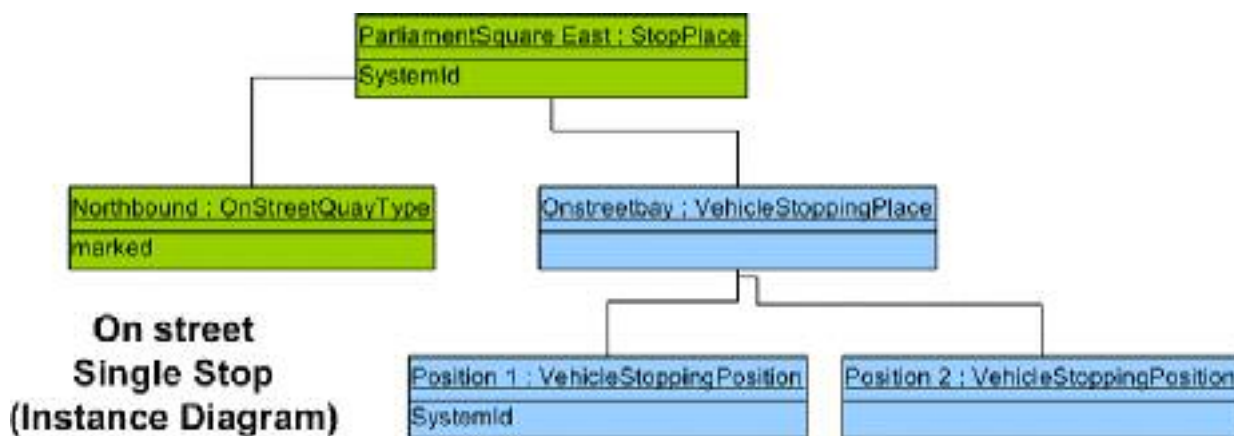 ParliamentSquare East : StopPlace
SystemId
Northbound : OnStreetQuayType
marked
Onstreetbay : VehicleStoppingPlace
On street
Single Stop
(Instance Diagram)
Position 1 : VehicleStoppingPosition
SystemId
Position 2 : VehicleStoppingPosition